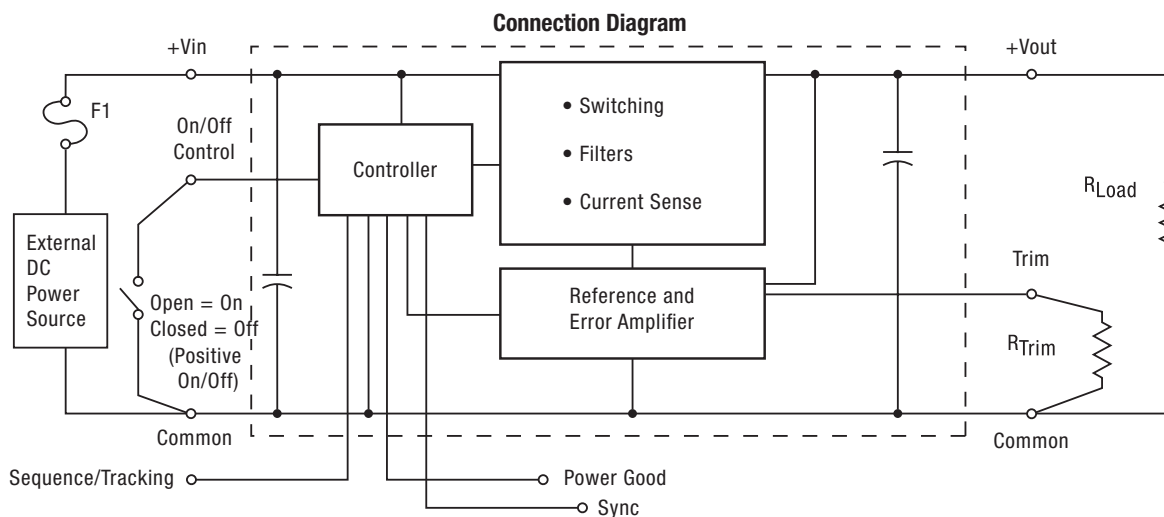 Connection Diagram
+Vin
+Vout
F1
On/Off
Control
Controller
• Switching
• Filters
• Current Sense
RLoad
External
DC
Power
Source
Open = On
Closed = Off
(Positive
On/Off)
Reference and
Error Amplifier
Trim
RTrim
Common
Common
Sequence/Tracking
Power Good
Sync